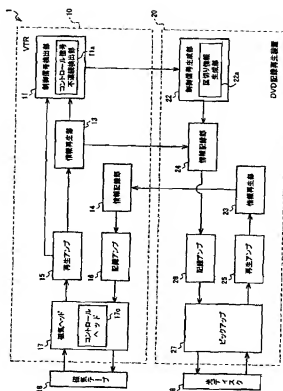 1
10
VTR
制御信号検出部
コントロール信号
不連続検出部
11a
11
情報再生部
13
情報記録部
14
再生アンプ
15
記録アンプ
16
磁気ヘッド
コントロール
ヘッド
17a
17
磁気テープ
18
20
DVD記録再生装置
制御信号生成部
区切り情報
生成部
22a
22
情報記録部
24
情報再生部
23
記録アンプ
26
再生アンプ
25
ピックアップ
27
光ディスク